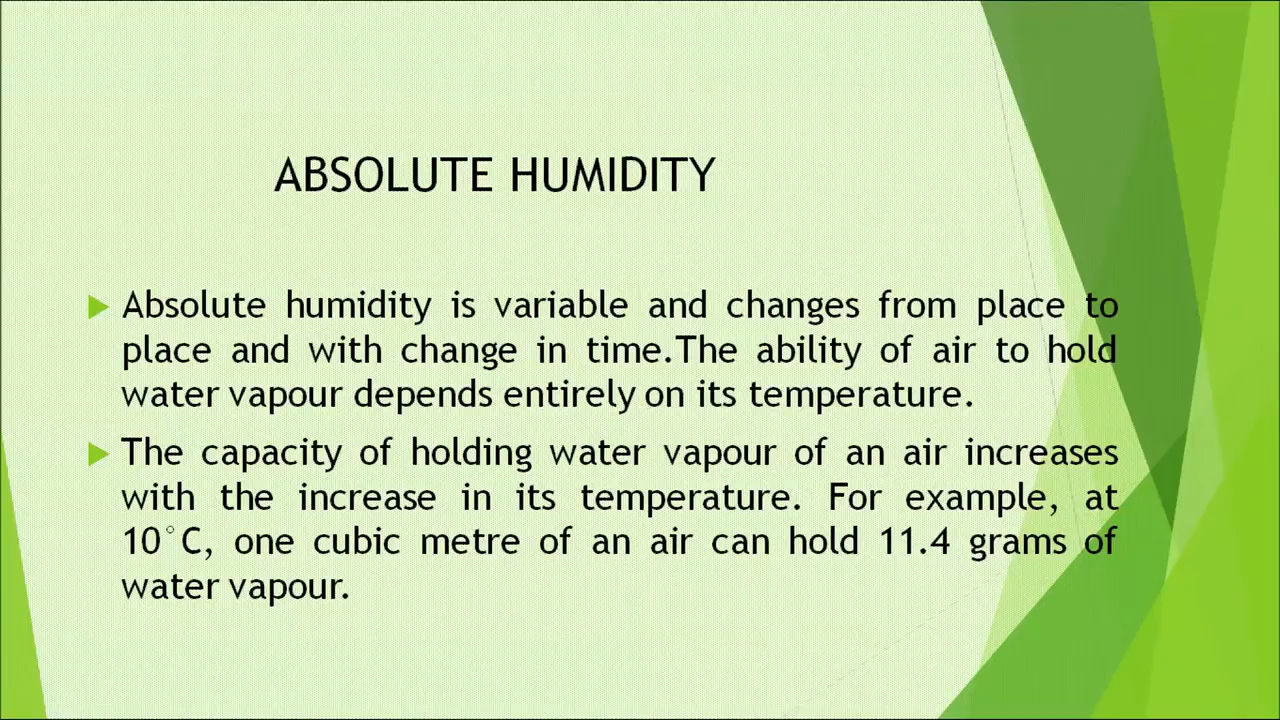 ABSOLUTE HUMIDITY
Absolute humidity is variable and changes from place to
place and with change in time.The ability of air to hold
water vapour depends entirely on its temperature.
The capacity of holding water vapour of an air increases
with the increase in its temperature. For example, at
10°C, one cubic metre of an air can hold 11.4 grams of
water vapour.